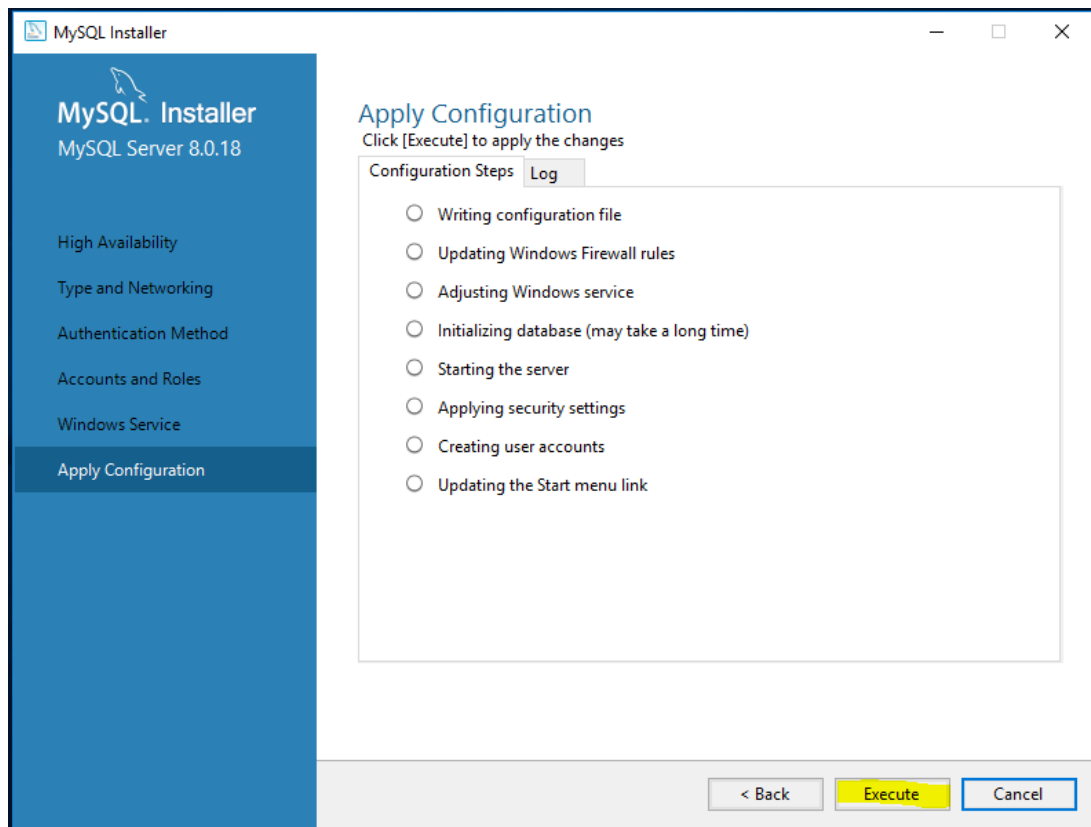 MySQL Installer
MySQL. Installer
MySQL Server 8.0.18
High Availability
Type and Networking
Authentication Method
Accounts and Roles
Windows Service
Apply Configuration
Apply Configuration
Click [Execute] to apply the changes
Configuration Steps Log
Writing configuration file
Updating Windows Firewall rules
Adjusting Windows service
Initializing database (may take a long time)
Starting the server
Applying security settings
Creating user accounts
Updating the Start menu link
< Back Execute Cancel